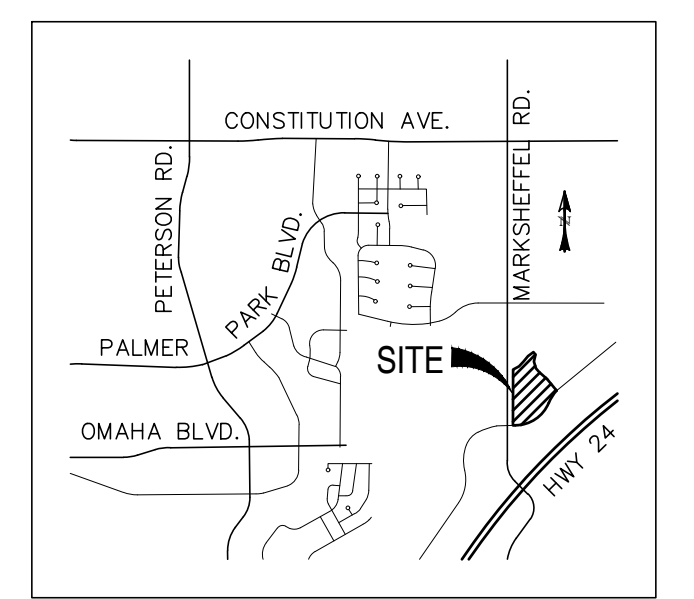 CONSTITUTION AVE.
PETERSON RD.
MARKSHEFFEL RD.
N
PARK BLVD.
PALMER
SITE
OMAHA BLVD.
HWY 24